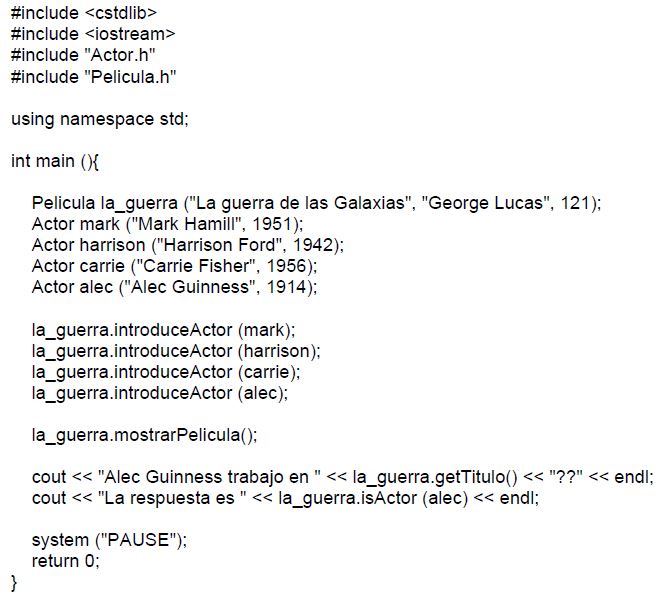 #include <cstdlib>
#include <iostream>
#include "Actor.h"
#include "Pelicula.h"
using namespace std;
int main (){
Pelicula la_guerra ("La guerra de las Galaxias", "George Lucas", 121);
Actor mark ("Mark Hamill", 1951);
Actor harrison ("Harrison Ford", 1942);
Actor carrie ("Carrie Fisher", 1956);
Actor alec ("Alec Guinness", 1914);
la_guerra.introduceActor (mark);
la_guerra.introduceActor (harrison);
la_guerra.introduceActor (carrie);
la_guerra.introduceActor (alec);
la_guerra.mostrarPelicula();
cout << "Alec Guinness trabajo en " << la_guerra.getTitulo() << "??" << endl;
cout << "La respuesta es " << la_guerra.isActor (alec) << endl;
system ("PAUSE");
return 0;
}